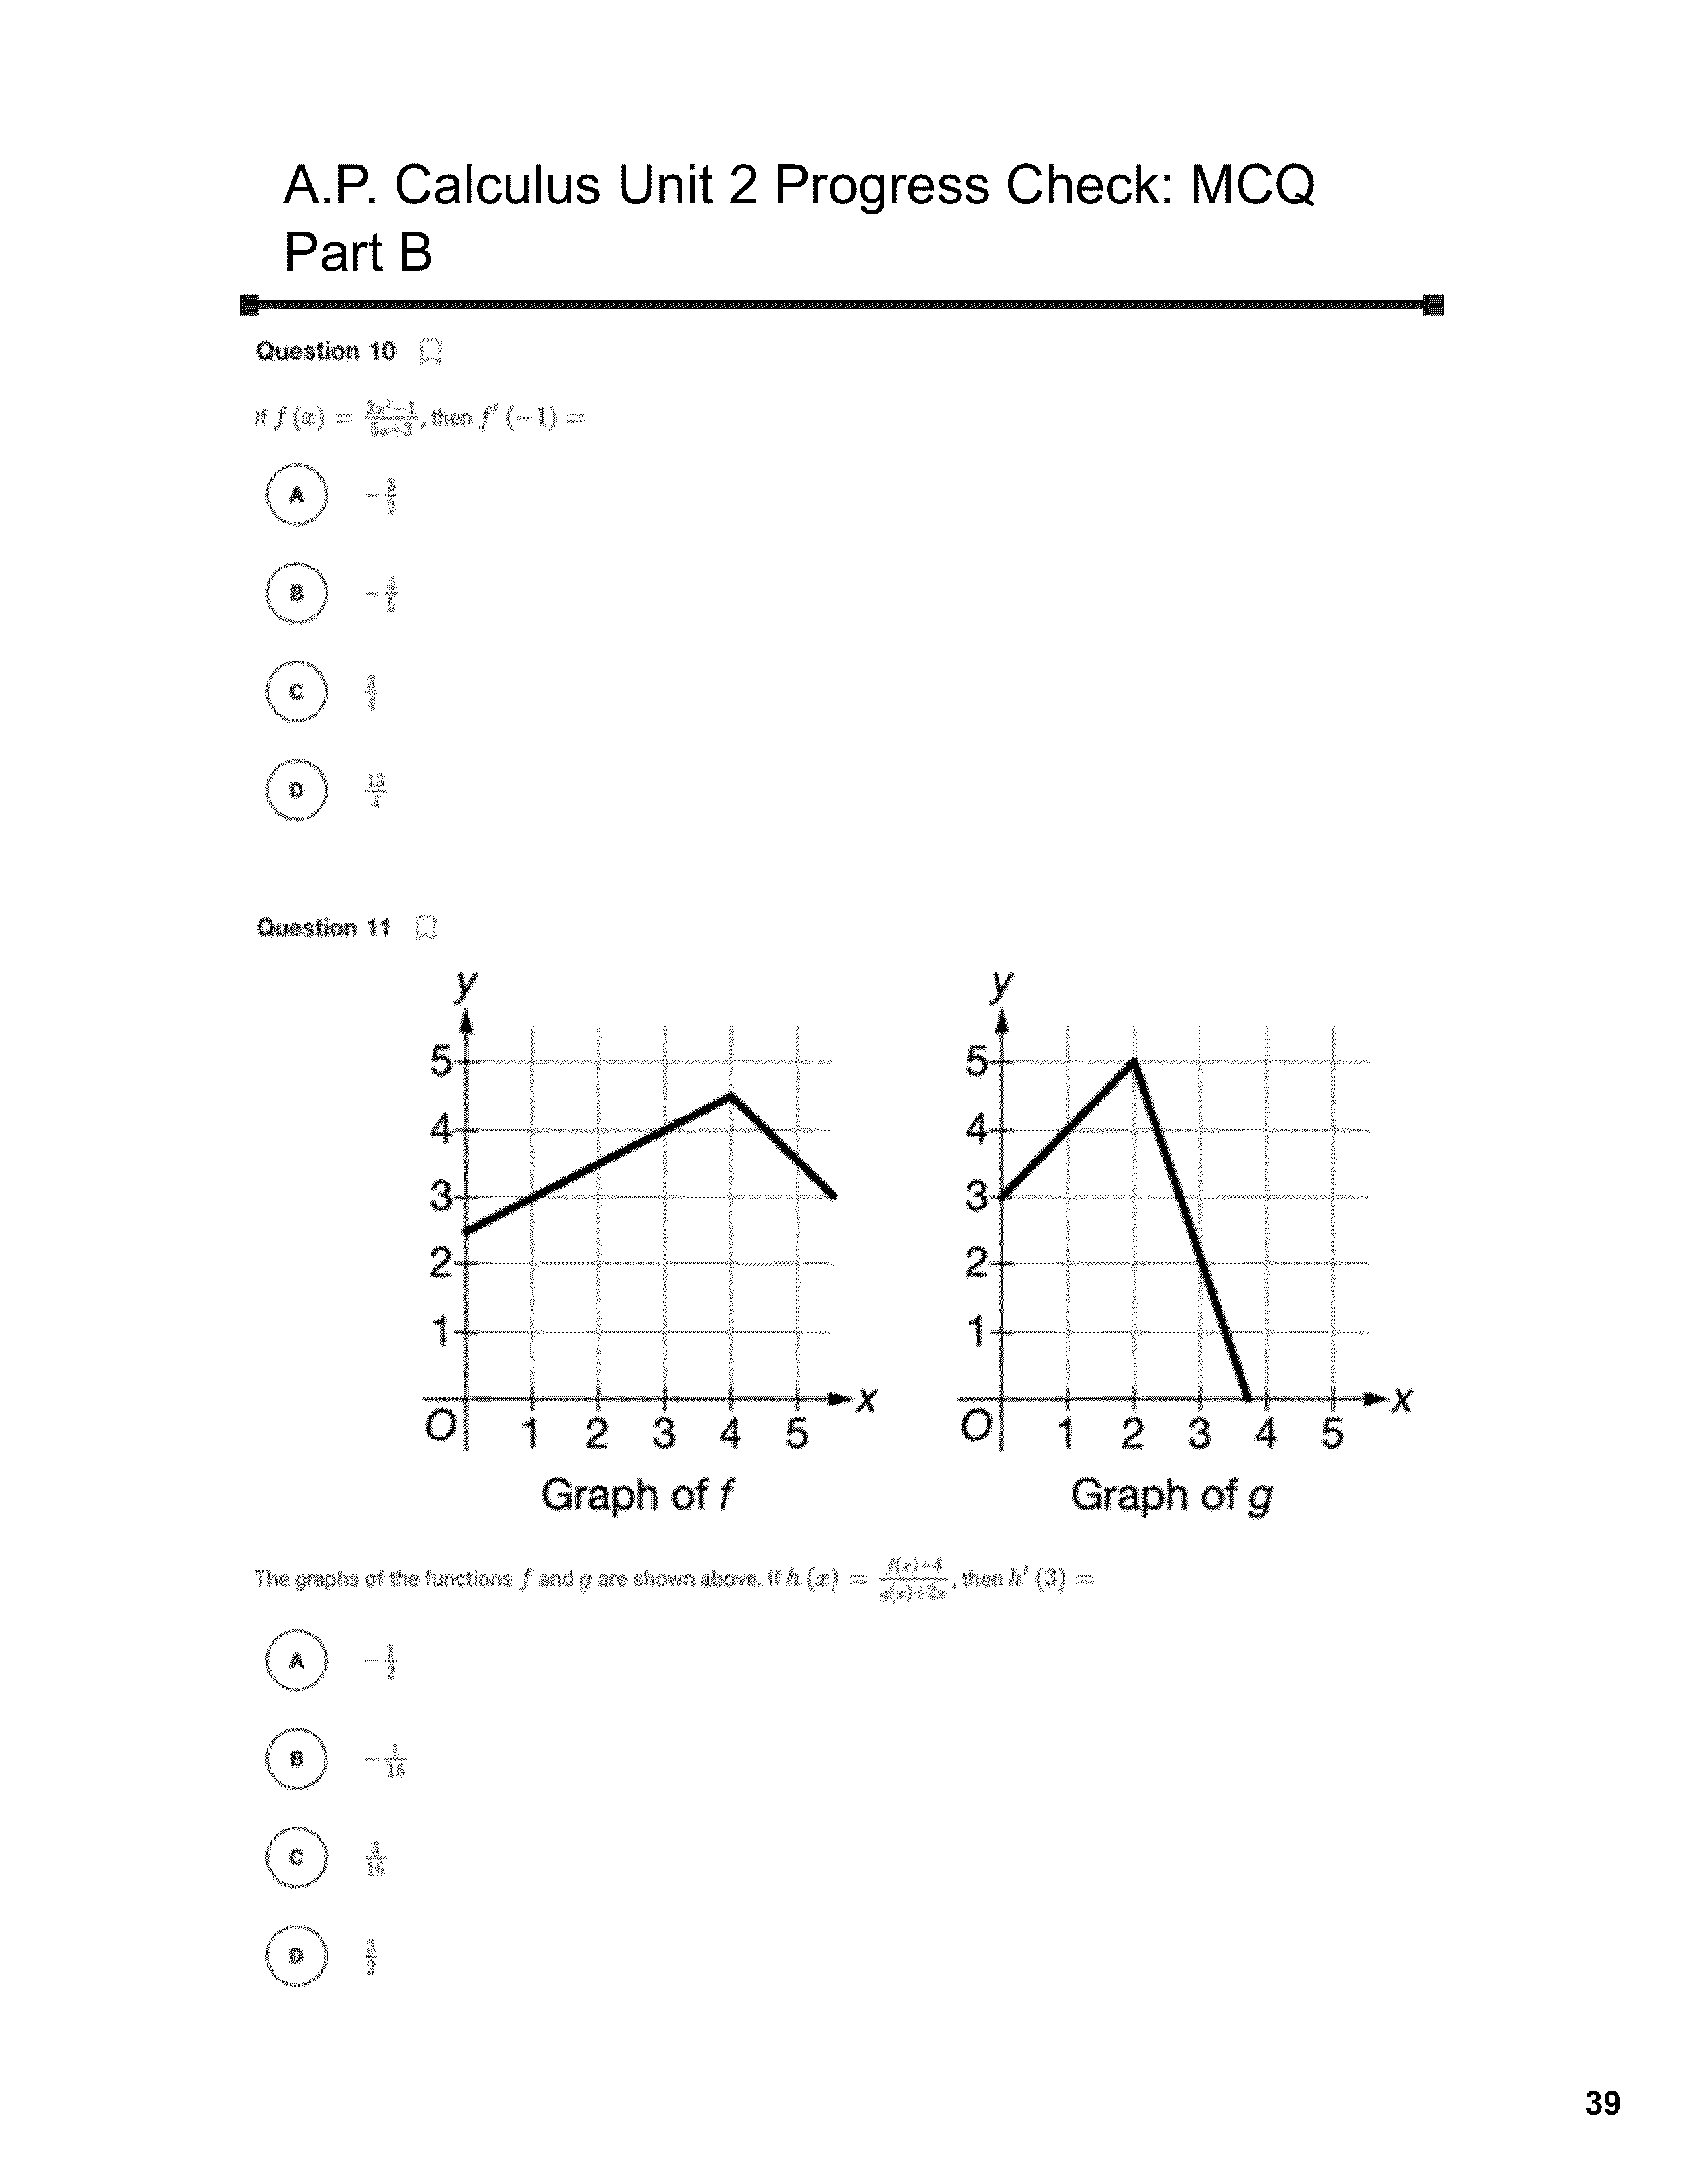 A.P. Calculus Unit 2 Progress Check: MCQ
Part B
Question 10
If f (x) = \frac{2x^2-1}{5x+3}, then f′ (−1) =
A −\frac{3}{2}
B −\frac{4}{5}
C \frac{3}{4}
D \frac{13}{4}
Question 11
y y
5 5
4 4
3 3
2 2
1 1
x x
O 1 2 3 4 5 O 1 2 3 4 5
Graph of f Graph of g
The graphs of the functions f and g are shown above. If h (x) = \frac{f(x)+4}{g(x)+2x}, then h′ (3) =
A −\frac{1}{2}
B −\frac{1}{16}
C \frac{3}{16}
D \frac{3}{2}
39